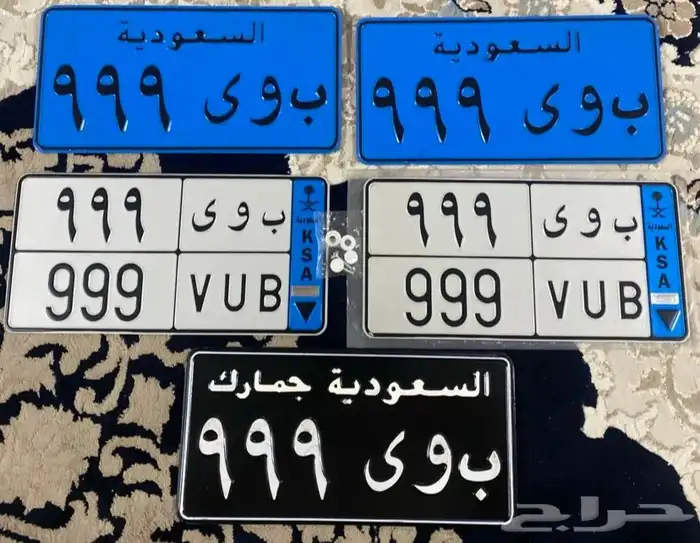 السعودية
ب و ى ٩٩٩
السعودية
ب و ى ٩٩٩
ب و ى ٩٩٩
999 VUB
السعودية
KSA
ب و ى ٩٩٩
999 VUB
السعودية
KSA
السعودية جمارك
ب و ى ٩٩٩
حراج